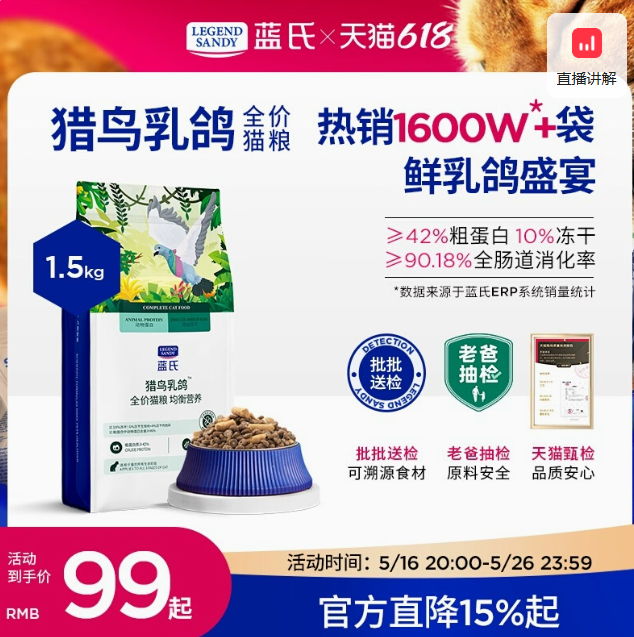 LEGEND SANDY 蓝氏×天猫618
直播讲解
猎鸟乳鸽 全价猫粮
热销1600W*+袋
鲜乳鸽盛宴
≥42%粗蛋白 10%冻干
≥90.18%全肠道消化率
*数据来源于蓝氏ERP系统销量统计
1.5kg
COMPLETE CAT FOOD
ANIMAL PROTEIN
动物蛋白
LEGEND SANDY
蓝氏
猎鸟乳鸽
全价猫粮 均衡营养
DETECTION
批批送检
LEGEND SANDY
老爸抽检
批批送检
可溯源食材
老爸抽检
原料安全
天猫甄检
品质安心
活动到手价
RMB 99起
活动时间：5/16 20:00-5/26 23:59
官方直降15%起